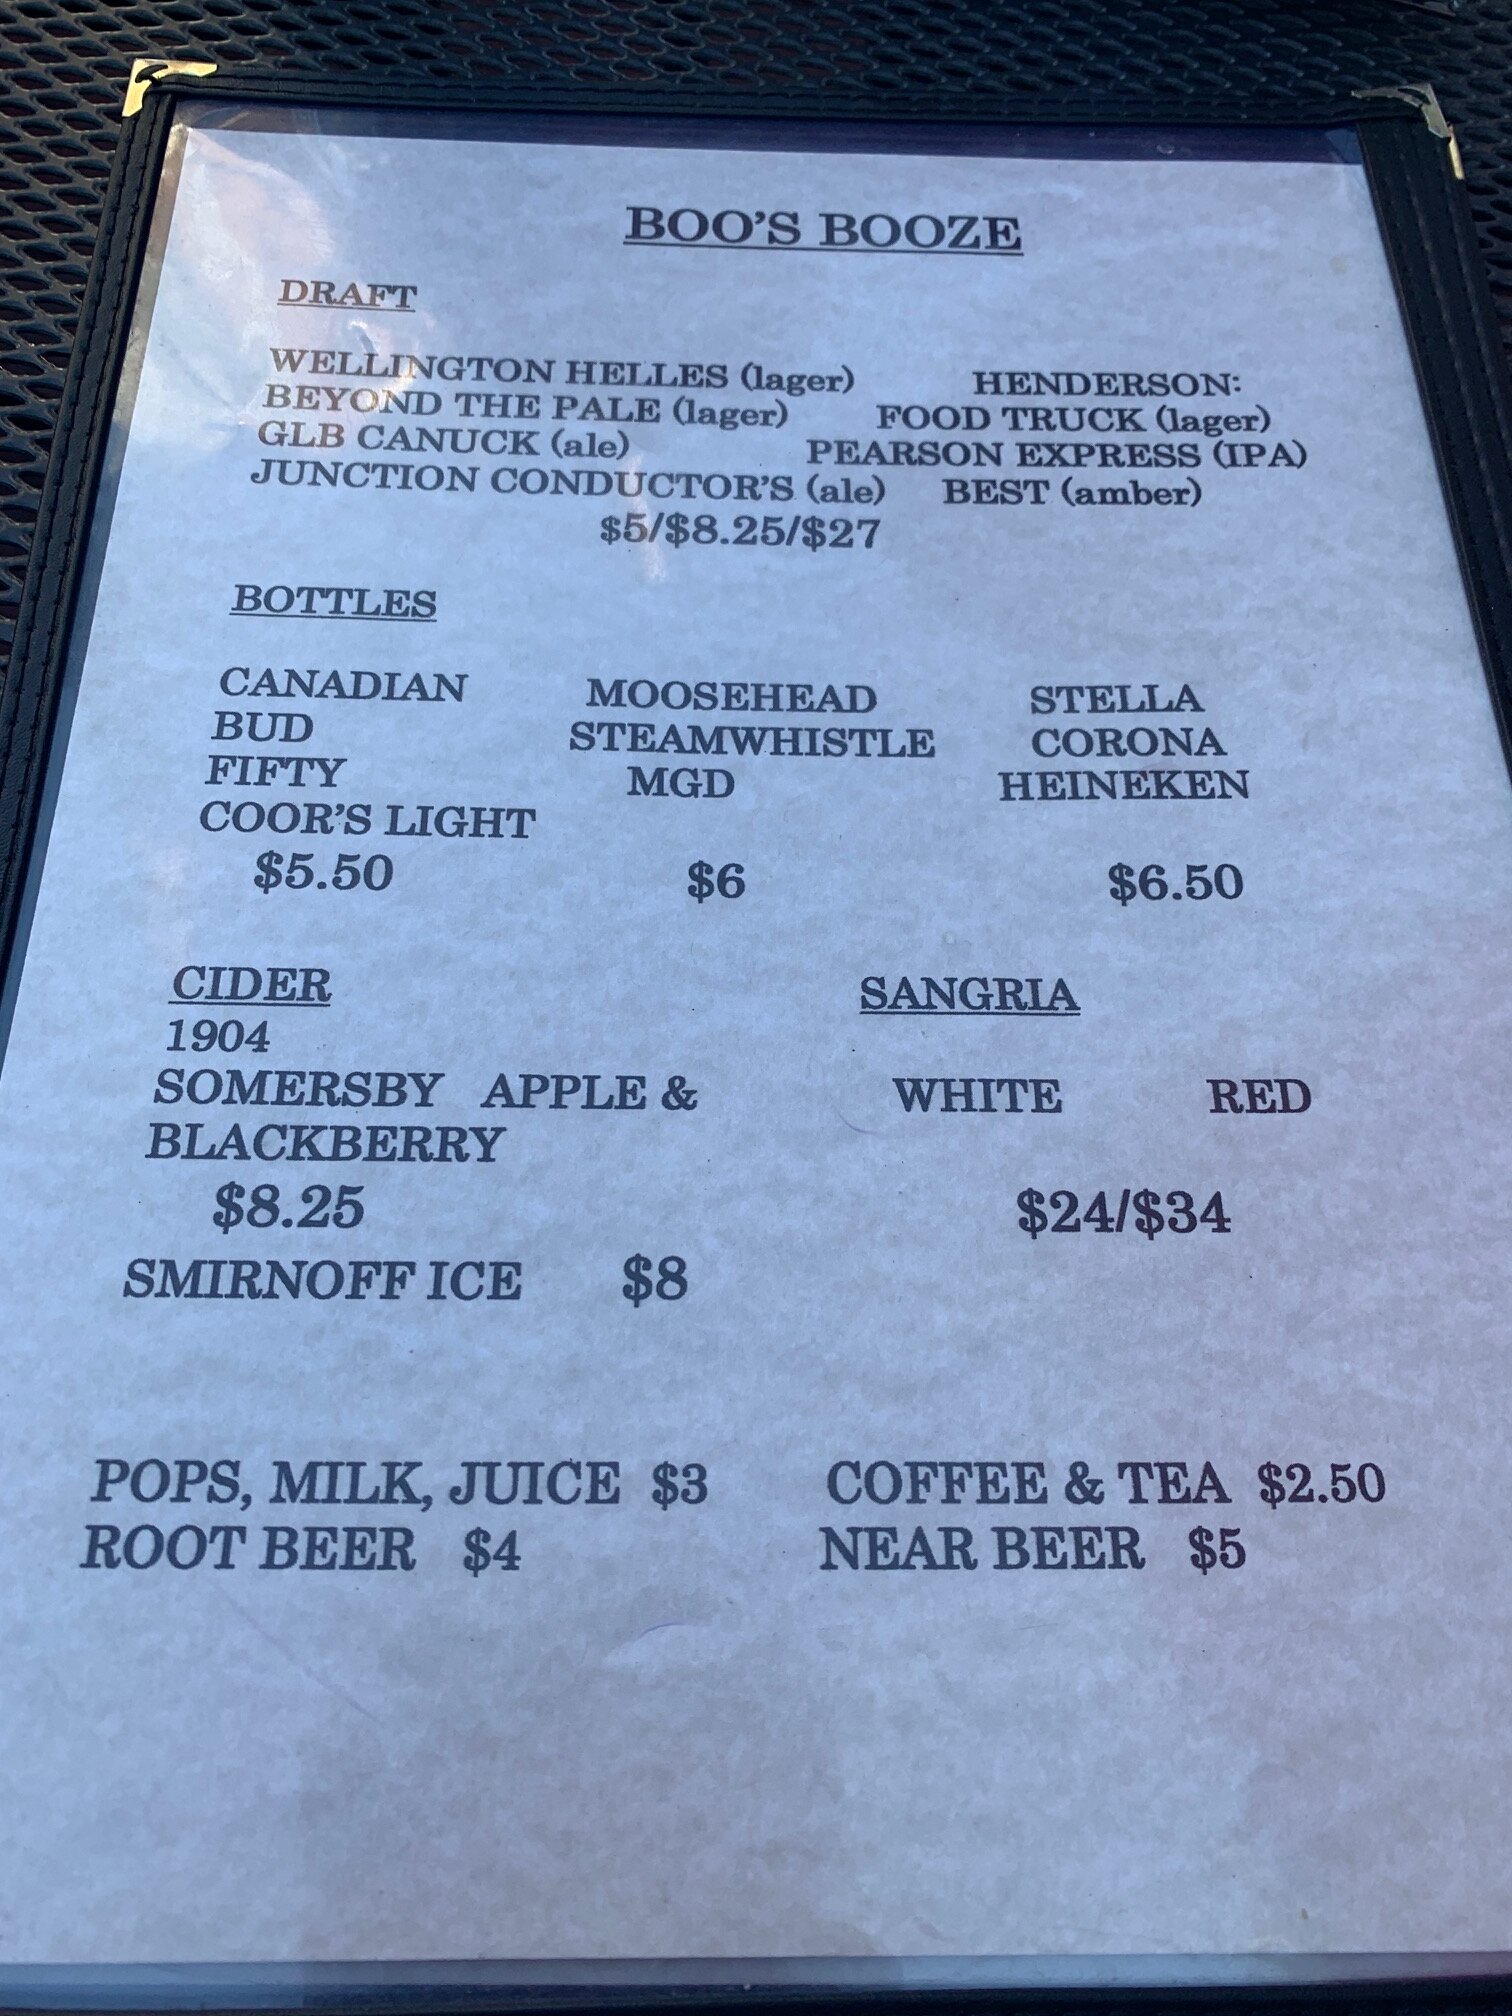 BOO'S BOOZE
DRAFT
WELLINGTON HELLES (lager) HENDERSON:
BEYOND THE PALE (lager) FOOD TRUCK (lager)
GLB CANUCK (ale) PEARSON EXPRESS (IPA)
JUNCTION CONDUCTOR'S (ale) BEST (amber)
$5/$8.25/$27
BOTTLES
CANADIAN MOOSEHEAD STELLA
BUD STEAMWHISTLE CORONA
FIFTY MGD HEINEKEN
COOR'S LIGHT
$5.50 $6 $6.50
CIDER SANGRIA
1904
SOMERSBY APPLE & WHITE RED
BLACKBERRY
$8.25 $24/$34
SMIRNOFF ICE $8
POPS, MILK, JUICE $3 COFFEE & TEA $2.50
ROOT BEER $4 NEAR BEER $5